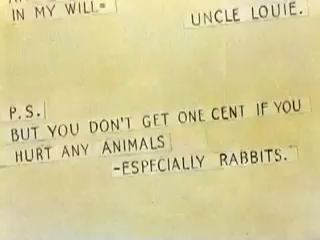 IN MY WILL=
UNCLE LOUIE.
P.S.
BUT YOU DON'T GET ONE CENT IF YOU
HURT ANY ANIMALS
-ESPECIALLY RABBITS.